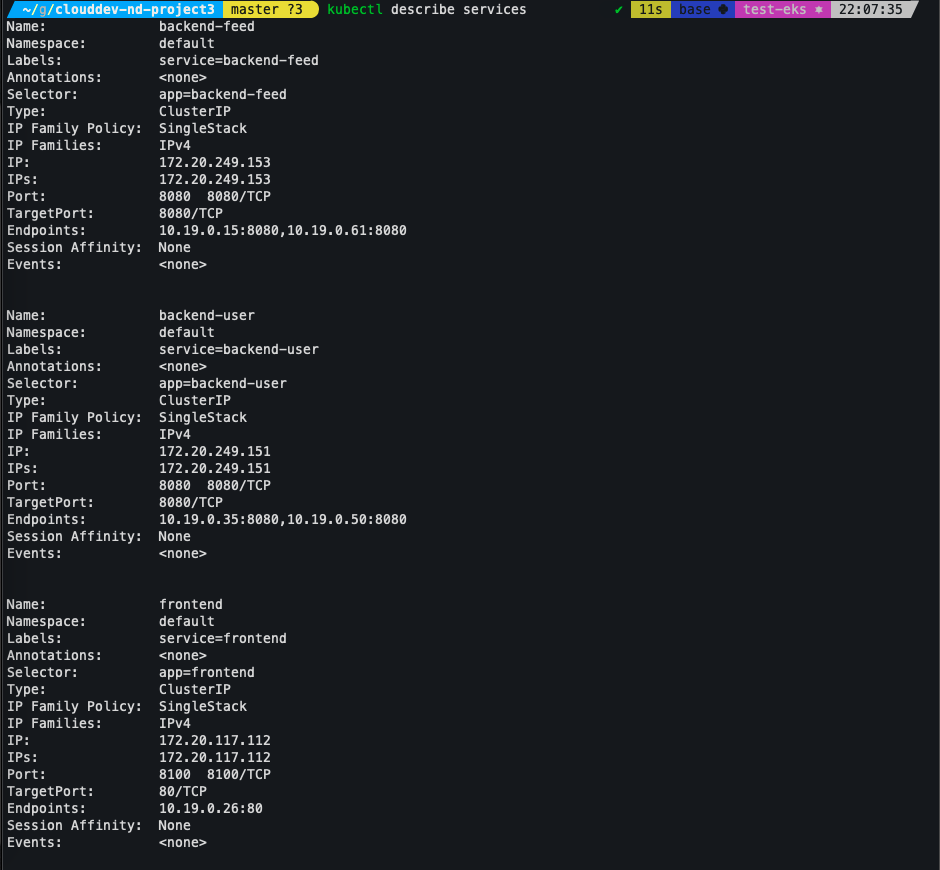 ~/g/clouddev-nd-project3 master ?3 kubectl describe services ✔ 11s base test-eks ⎈ 22:07:35
Name: backend-feed
Namespace: default
Labels: service=backend-feed
Annotations: <none>
Selector: app=backend-feed
Type: ClusterIP
IP Family Policy: SingleStack
IP Families: IPv4
IP: 172.20.249.153
IPs: 172.20.249.153
Port: 8080 8080/TCP
TargetPort: 8080/TCP
Endpoints: 10.19.0.15:8080,10.19.0.61:8080
Session Affinity: None
Events: <none>
Name: backend-user
Namespace: default
Labels: service=backend-user
Annotations: <none>
Selector: app=backend-user
Type: ClusterIP
IP Family Policy: SingleStack
IP Families: IPv4
IP: 172.20.249.151
IPs: 172.20.249.151
Port: 8080 8080/TCP
TargetPort: 8080/TCP
Endpoints: 10.19.0.35:8080,10.19.0.50:8080
Session Affinity: None
Events: <none>
Name: frontend
Namespace: default
Labels: service=frontend
Annotations: <none>
Selector: app=frontend
Type: ClusterIP
IP Family Policy: SingleStack
IP Families: IPv4
IP: 172.20.117.112
IPs: 172.20.117.112
Port: 8100 8100/TCP
TargetPort: 80/TCP
Endpoints: 10.19.0.26:80
Session Affinity: None
Events: <none>